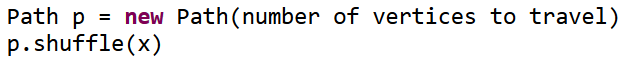 Path p = new Path(number of vertices to travel)
p.shuffle(x)